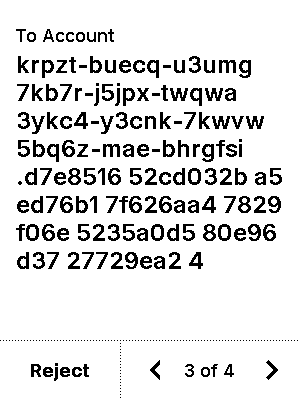 To Account
krpzt-buecq-u3umg
7kb7r-j5jpx-twqwa
3ykc4-y3cnk-7kwvw
5bq6z-mae-bhrgfsi
.d7e8516 52cd032b a5
ed76b1 7f626aa4 7829
f06e 5235a0d5 80e96
d37 27729ea2 4
Reject
3 of 4